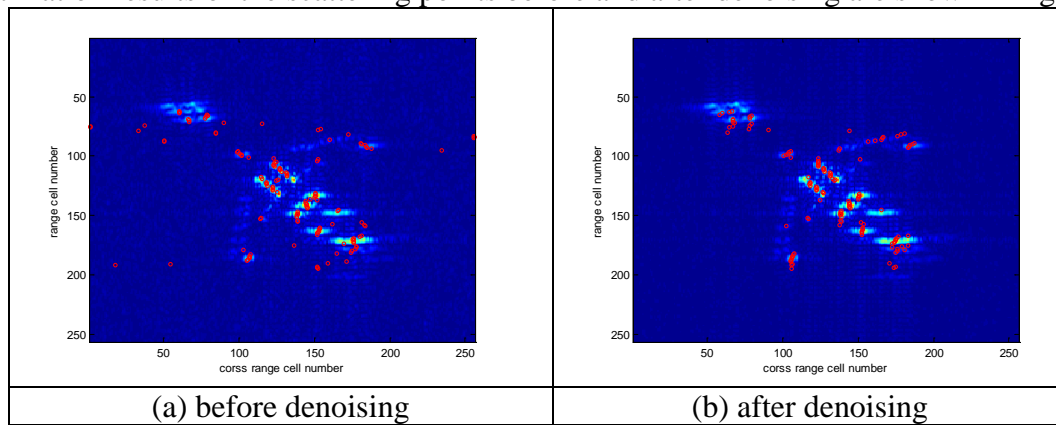 50
100
150
200
250
range cell number
50 100 150 200 250
corss range cell number
(a) before denoising
50
100
150
200
250
range cell number
50 100 150 200 250
corss range cell number
(b) after denoising